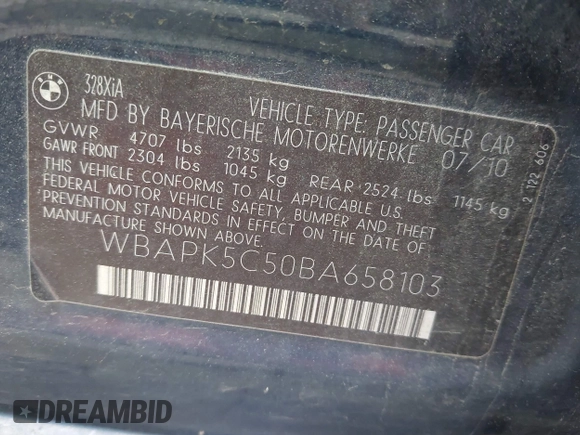 BMW
328XiA
VEHICLE TYPE: PASSENGER CAR
MFD BY BAYERISCHE MOTORENWERKE 07/10
GVWR 4707 lbs 2135 kg
GAWR FRONT 2304 lbs 1045 kg REAR 2524 lbs 1145 kg
THIS VEHICLE CONFORMS TO ALL APPLICABLE U.S.
FEDERAL MOTOR VEHICLE SAFETY, BUMPER AND THEFT
PREVENTION STANDARDS IN EFFECT ON THE DATE OF
MANUFACTURE SHOWN ABOVE.
WBAPK5C50BA658103
2 122 606
DREAMBID